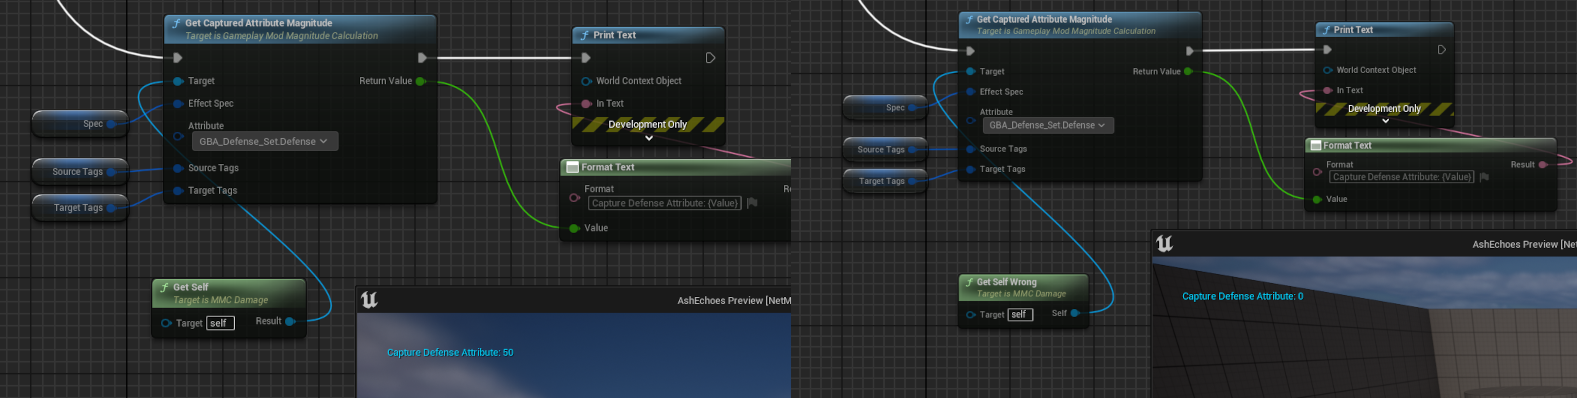 Get Captured Attribute Magnitude
Target is Gameplay Mod Magnitude Calculation
Target
Return Value
Effect Spec
Attribute
GBA_Defense_Set.Defense
Source Tags
Target Tags
Spec
Source Tags
Target Tags
Print Text
World Context Object
In Text
Development Only
Format Text
Format
Capture Defense Attribute: {Value}
Value
Get Self
Target is MMC Damage
Target
self
Result
AshEchoes Preview [NetM
Capture Defense Attribute: 50
Get Captured Attribute Magnitude
Target is Gameplay Mod Magnitude Calculation
Target
Return Value
Effect Spec
Attribute
GBA_Defense_Set.Defense
Source Tags
Target Tags
Spec
Source Tags
Target Tags
Print Text
World Context Object
In Text
Development Only
Format Text
Format
Result
Capture Defense Attribute: {Value}
Value
Get Self Wrong
Target is MMC Damage
Target
self
Self
AshEchoes Preview [Net
Capture Defense Attribute: 0